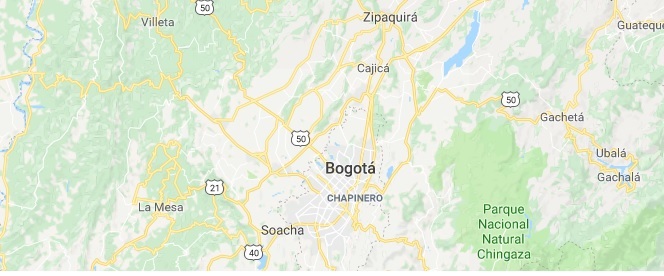 50
Zipaquirá
Villeta
Guateque
Cajicá
50
Gachetá
50
Ubalá
Bogotá
Gachalá
21
CHAPINERO
La Mesa
Parque
Nacional
Natural
Chingaza
Soacha
40